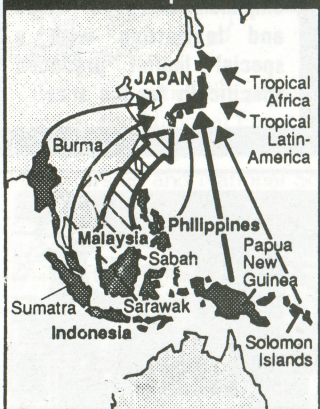 JAPAN
Tropical
Africa
Tropical
Latin-
America
Burma
Philippines
Malaysia
Sabah
Papua
New
Guinea
Sumatra
Sarawak
Indonesia
Solomon
Islands